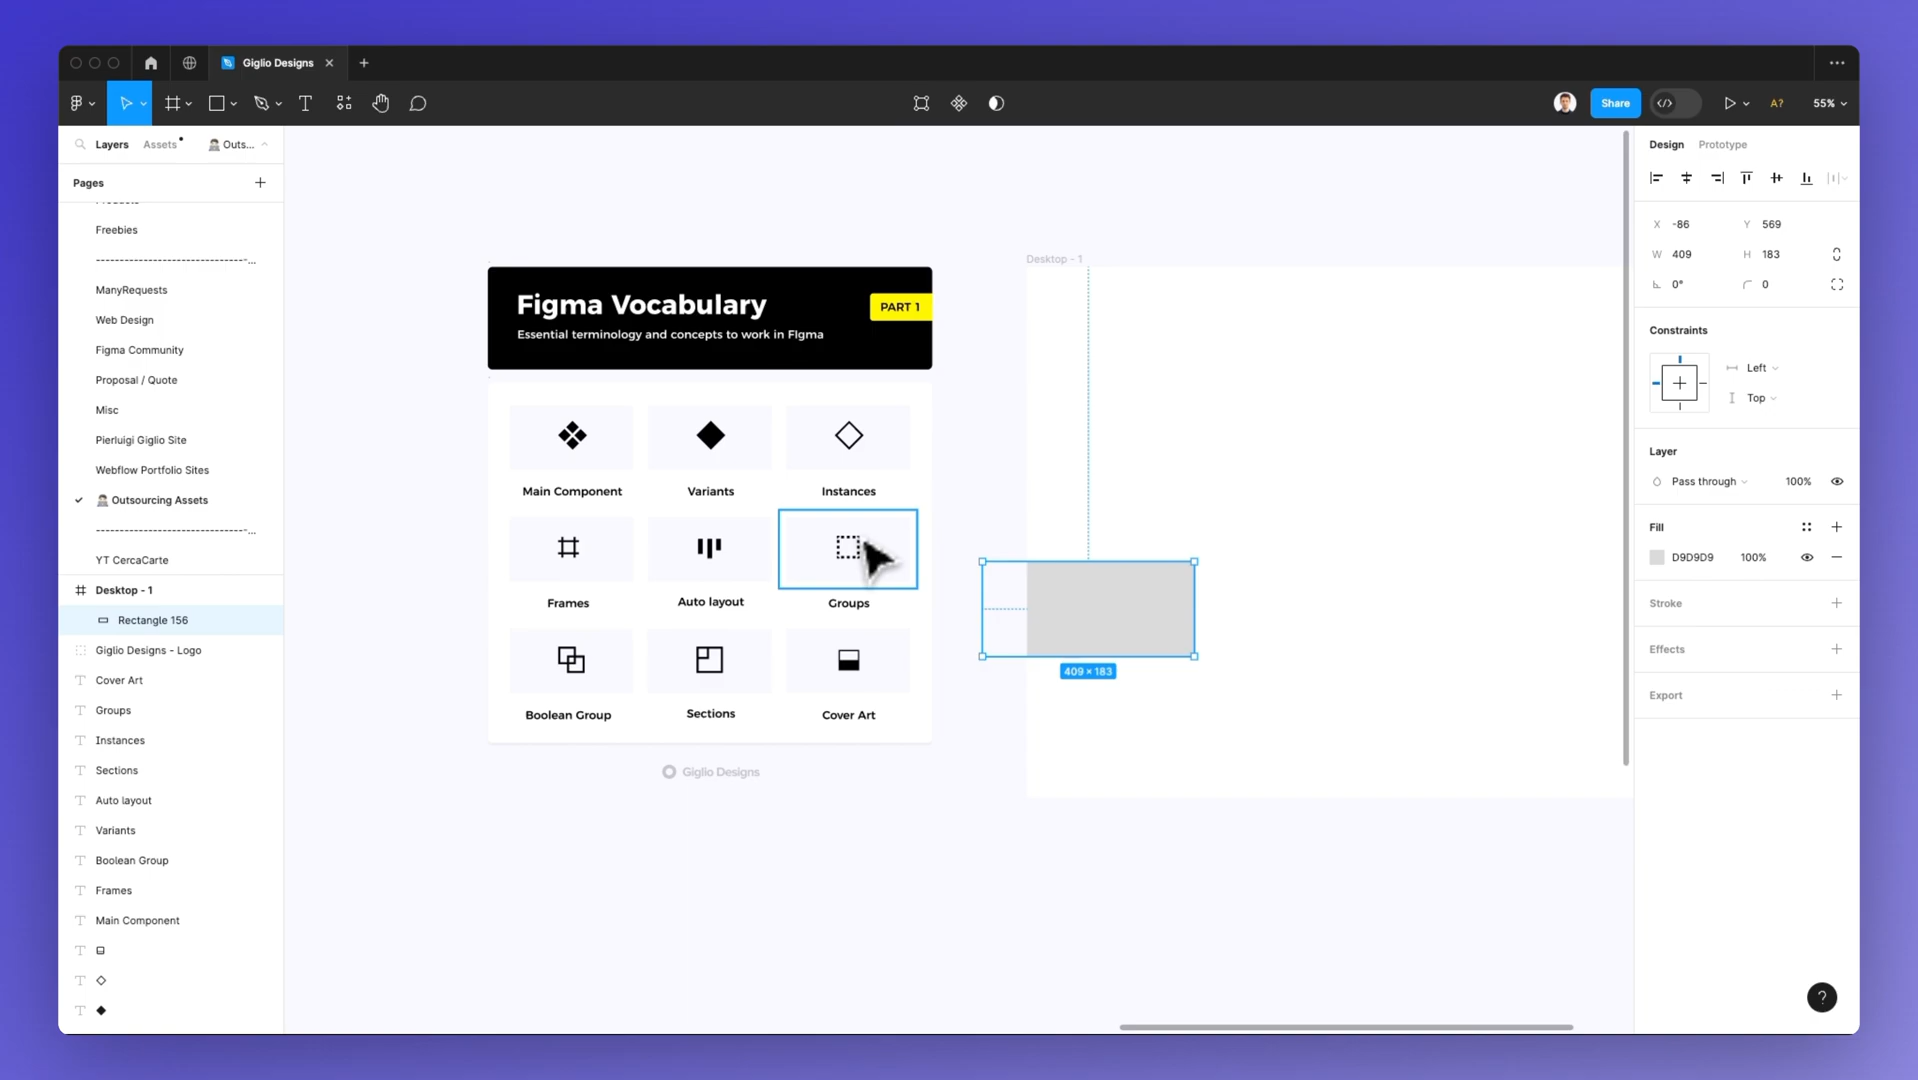 Giglio Designs
Share
A?
55%
Layers
Assets
Outs...
Pages
Products
Freebies
--------------------------------...
ManyRequests
Web Design
Figma Community
Proposal / Quote
Misc
Pierluigi Giglio Site
Webflow Portfolio Sites
Outsourcing Assets
--------------------------------...
YT CercaCarte
Desktop - 1
Rectangle 156
Giglio Designs - Logo
Cover Art
Groups
Instances
Sections
Auto layout
Variants
Boolean Group
Frames
Main Component
Figma Vocabulary
PART 1
Essential terminology and concepts to work in FIgma
Main Component
Variants
Instances
Frames
Auto layout
Groups
Boolean Group
Sections
Cover Art
Giglio Designs
Desktop - 1
409 × 183
Design
Prototype
X -86
Y 569
W 409
H 183
0°
0
Constraints
Left
Top
Layer
Pass through
100%
Fill
D9D9D9
100%
Stroke
Effects
Export
?